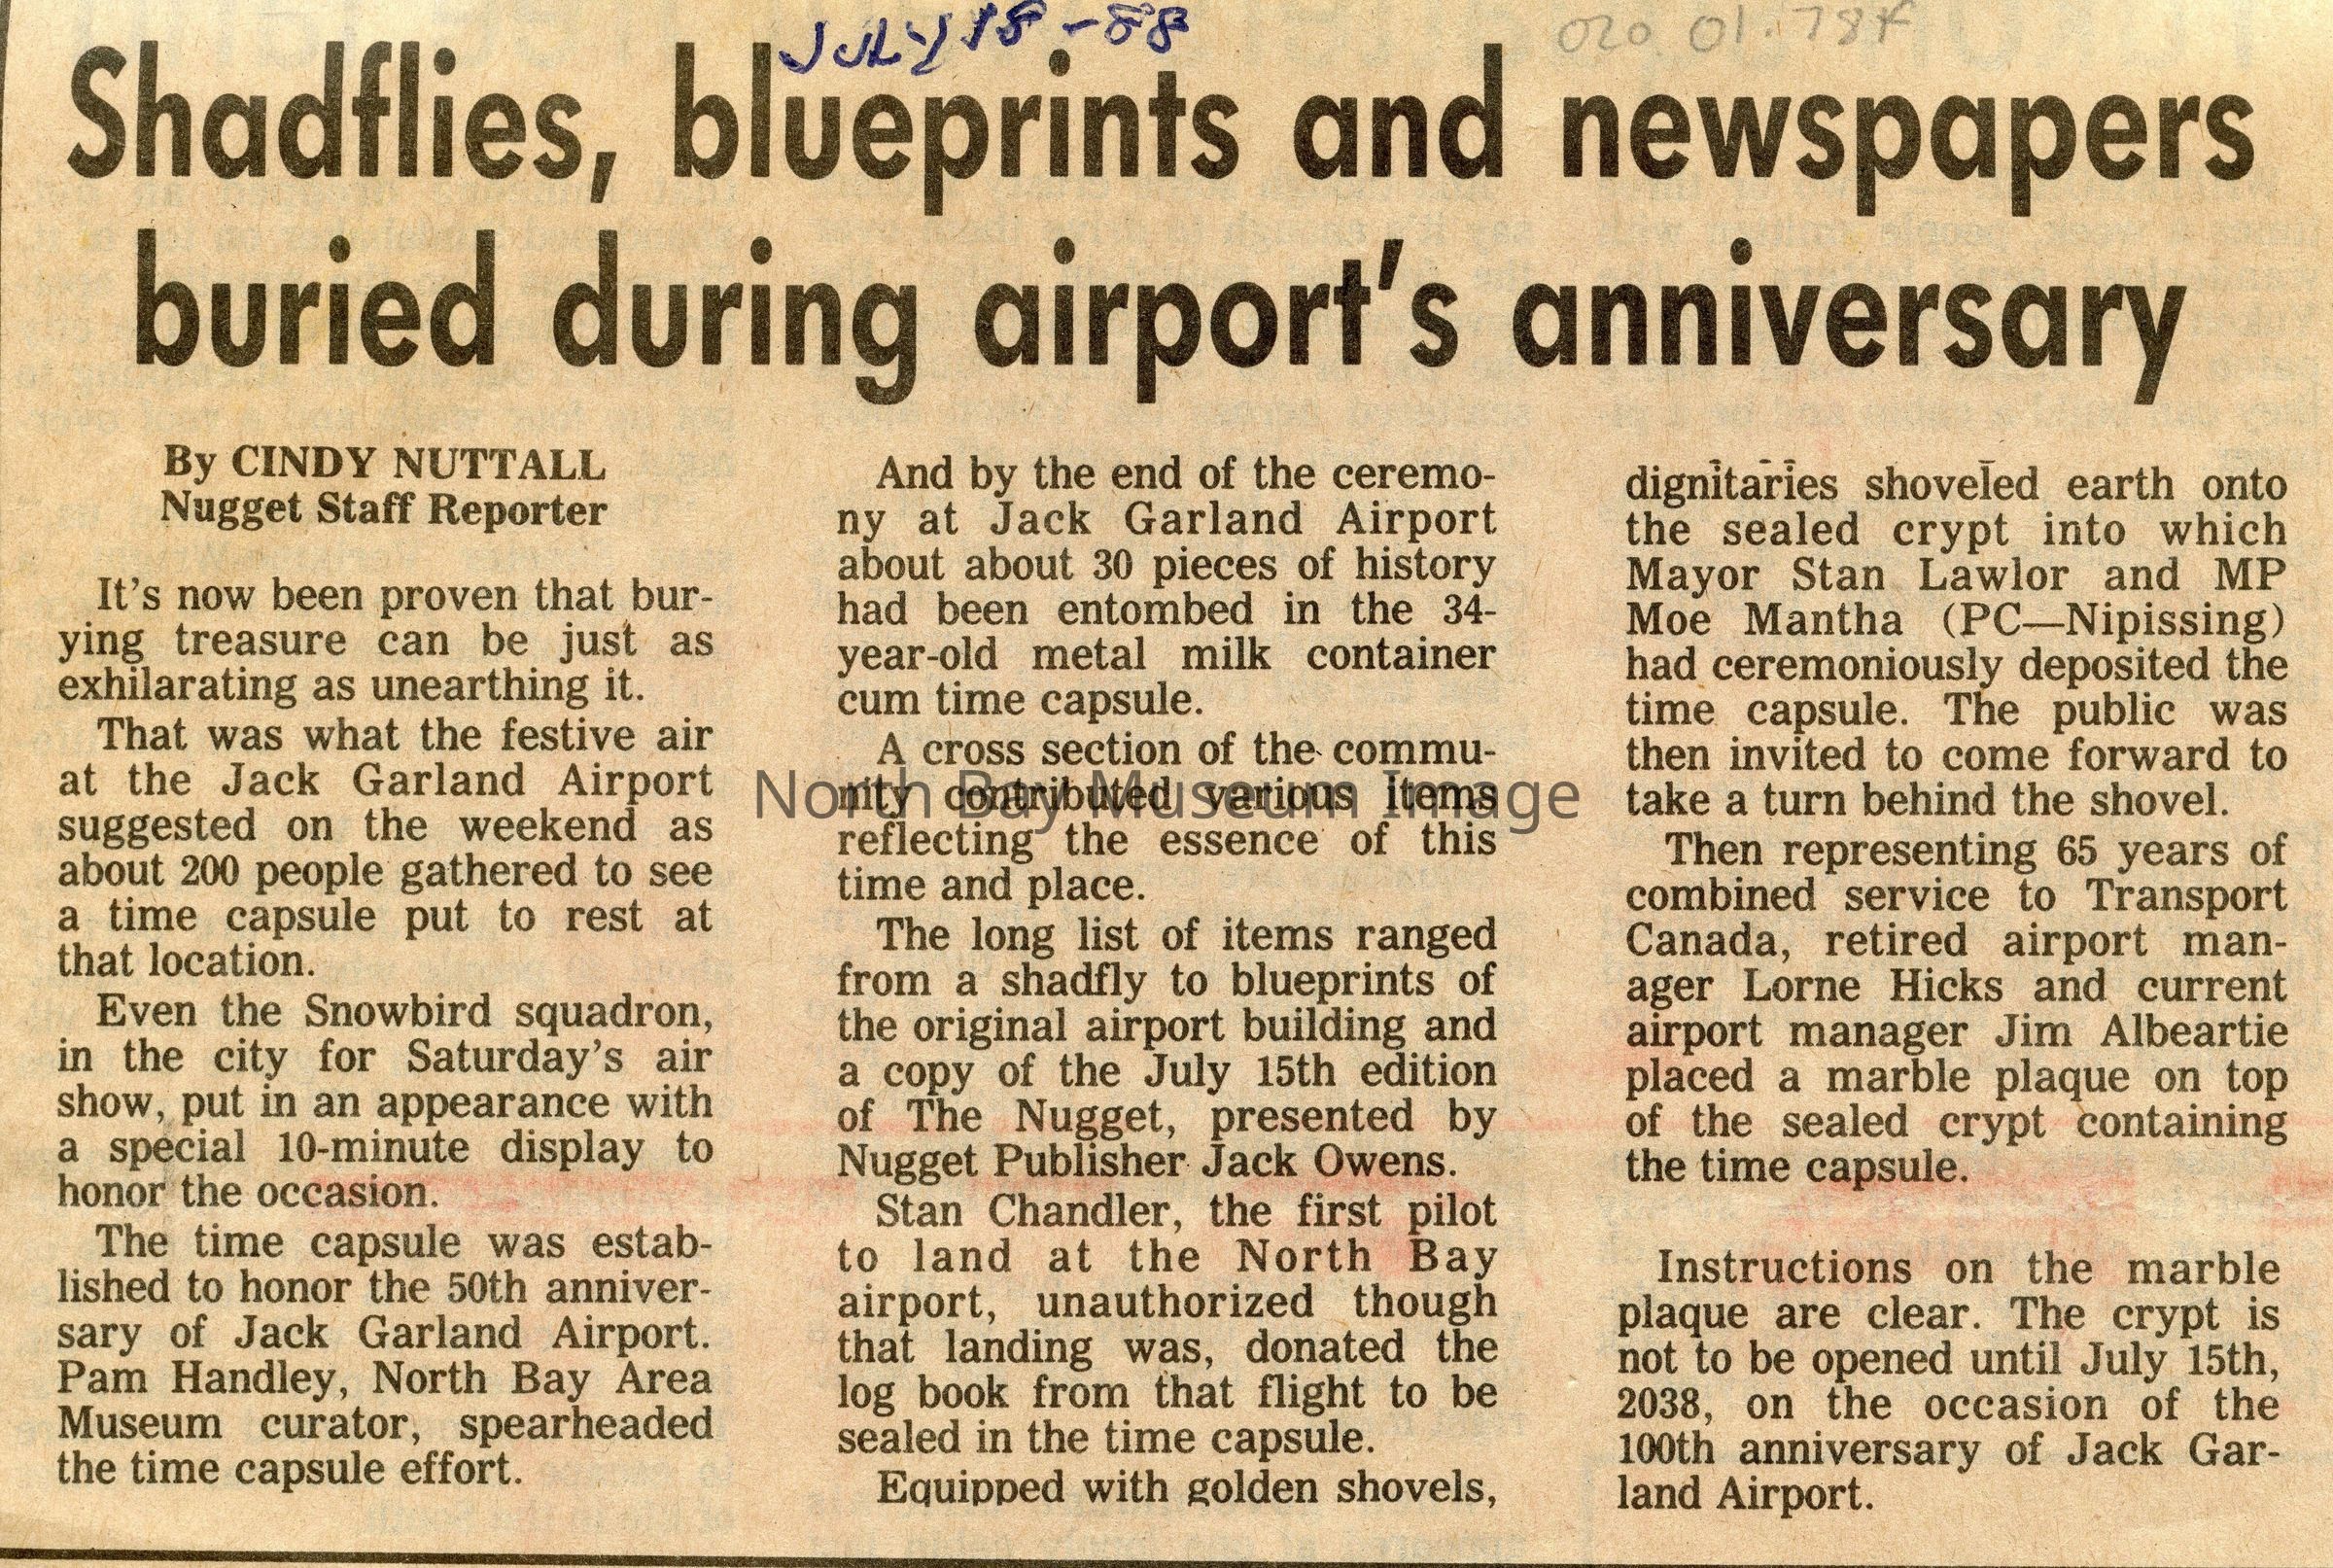 JULY 18-88
020.01.784
Shadflies, blueprints and newspapers
buried during airport's anniversary
By CINDY NUTTALL
Nugget Staff Reporter
It's now been proven that bur-
ying treasure can be just as
exhilarating as unearthing it.
That was what the festive air
at the Jack Garland Airport
suggested on the weekend as
about 200 people gathered to see
a time capsule put to rest at
that location.
Even the Snowbird squadron,
in the city for Saturday's air
show, put in an appearance with
a special 10-minute display to
honor the occasion.
The time capsule was estab-
lished to honor the 50th anniver-
sary of Jack Garland Airport.
Pam Handley, North Bay Area
Museum curator, spearheaded
the time capsule effort.
And by the end of the ceremo-
ny at Jack Garland Airport
about about 30 pieces of history
had been entombed in the 34-
year-old metal milk container
cum time capsule.
A cross section of the commu-
nity contributed various items
reflecting the essence of this
time and place.
The long list of items ranged
from a shadfly to blueprints of
the original airport building and
a copy of the July 15th edition
of The Nugget, presented by
Nugget Publisher Jack Owens.
Stan Chandler, the first pilot
to land at the North Bay
airport, unauthorized though
that landing was, donated the
log book from that flight to be
sealed in the time capsule.
Equipped with golden shovels,
dignitaries shoveled earth onto
the sealed crypt into which
Mayor Stan Lawlor and MP
Moe Mantha (PC—Nipissing)
had ceremoniously deposited the
time capsule. The public was
then invited to come forward to
take a turn behind the shovel.
Then representing 65 years of
combined service to Transport
Canada, retired airport man-
ager Lorne Hicks and current
airport manager Jim Albeartie
placed a marble plaque on top
of the sealed crypt containing
the time capsule.
Instructions on the marble
plaque are clear. The crypt is
not to be opened until July 15th,
2038, on the occasion of the
100th anniversary of Jack Gar-
land Airport.
North Bay Museum Image